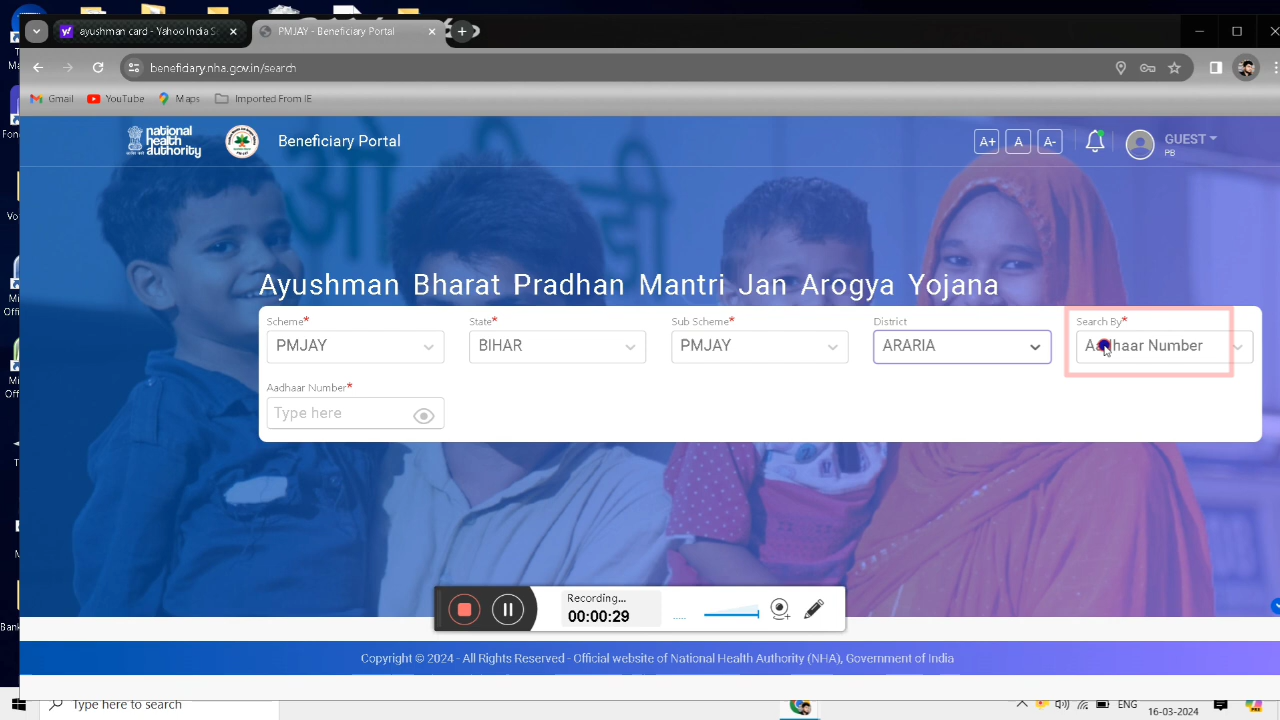 ayushman card - Yahoo India S
PMJAY - Beneficiary Portal
beneficiary.nha.gov.in/search
Gmail
YouTube
Maps
Imported From IE
national
health
authority
Beneficiary Portal
A+
A
A-
GUEST
PB
Ayushman Bharat Pradhan Mantri Jan Arogya Yojana
Scheme*
State*
Sub Scheme*
District
Search By*
PMJAY
BIHAR
PMJAY
ARARIA
Aadhaar Number
Aadhaar Number*
Type here
Recording...
00:00:29
Copyright © 2024 - All Rights Reserved - Official website of National Health Authority (NHA), Government of India
Type here to search
ENG
16-03-2024